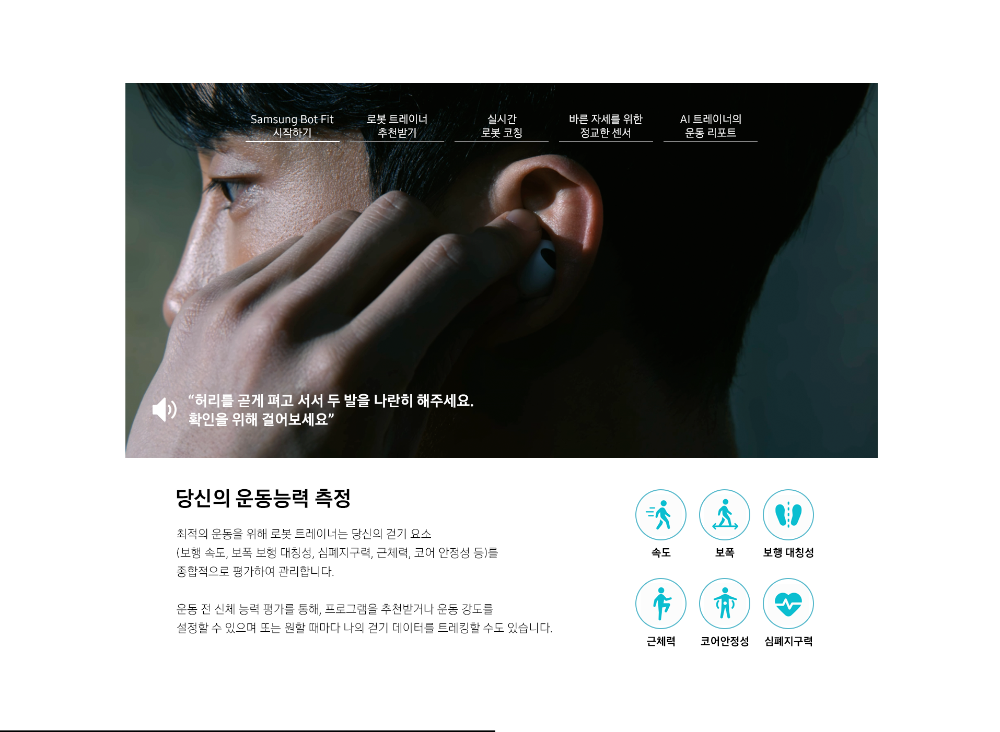 Samsung Bot Fit
시작하기
로봇 트레이너
추천받기
실시간
로봇 코칭
바른 자세를 위한
정교한 센서
AI 트레이너의
운동 리포트
“허리를 곧게 펴고 서서 두 발을 나란히 해주세요.
확인을 위해 걸어보세요”
당신의 운동능력 측정
최적의 운동을 위해 로봇 트레이너는 당신의 걷기 요소
(보행 속도, 보폭 보행 대칭성, 심폐지구력, 근체력, 코어 안정성 등)를
종합적으로 평가하여 관리합니다.
운동 전 신체 능력 평가를 통해, 프로그램을 추천받거나 운동 강도를
설정할 수 있으며 또는 원할 때마다 나의 걷기 데이터를 트레킹할 수도 있습니다.
속도
보폭
보행 대칭성
근체력
코어안정성
심폐지구력